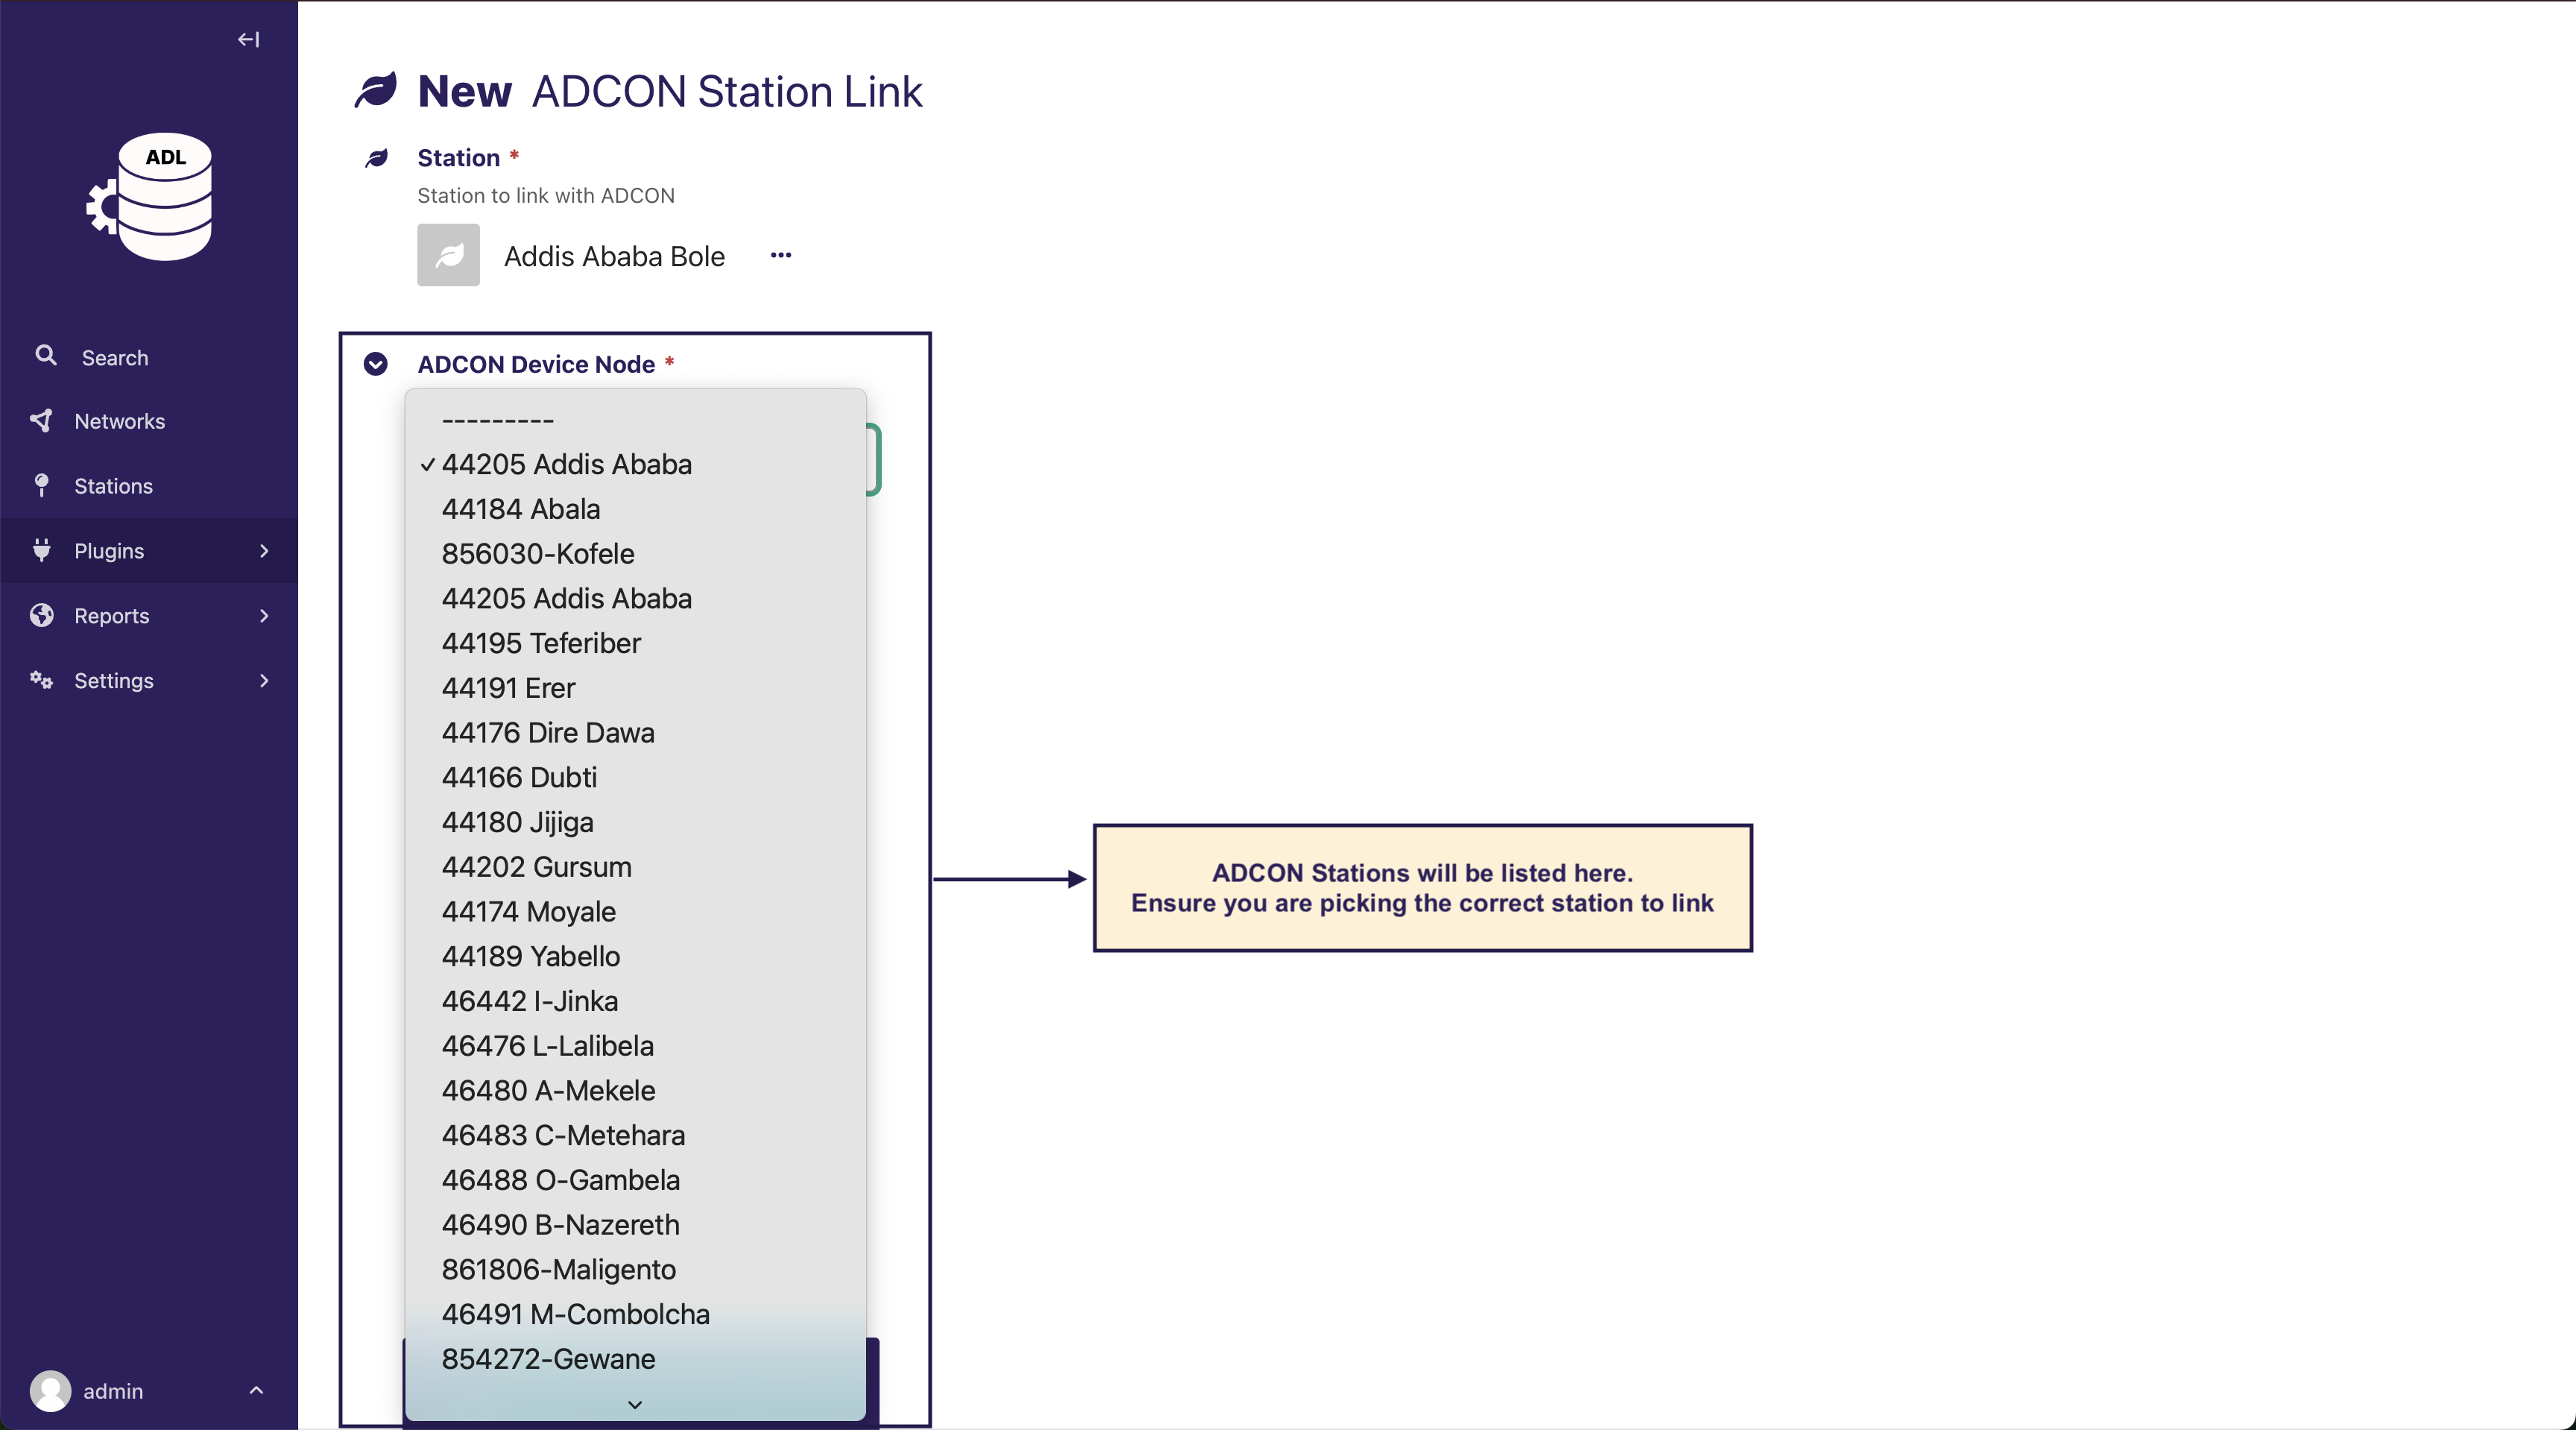 ADL
Search
Networks
Stations
Plugins
Reports
Settings
admin
New ADCON Station Link
Station *
Station to link with ADCON
Addis Ababa Bole
ADCON Device Node *
---------
44205 Addis Ababa
44184 Abala
856030-Kofele
44205 Addis Ababa
44195 Teferiber
44191 Erer
44176 Dire Dawa
44166 Dubti
44180 Jijiga
44202 Gursum
44174 Moyale
44189 Yabello
46442 I-Jinka
46476 L-Lalibela
46480 A-Mekele
46483 C-Metehara
46488 O-Gambela
46490 B-Nazereth
861806-Maligento
46491 M-Combolcha
854272-Gewane
ADCON Stations will be listed here.
Ensure you are picking the correct station to link